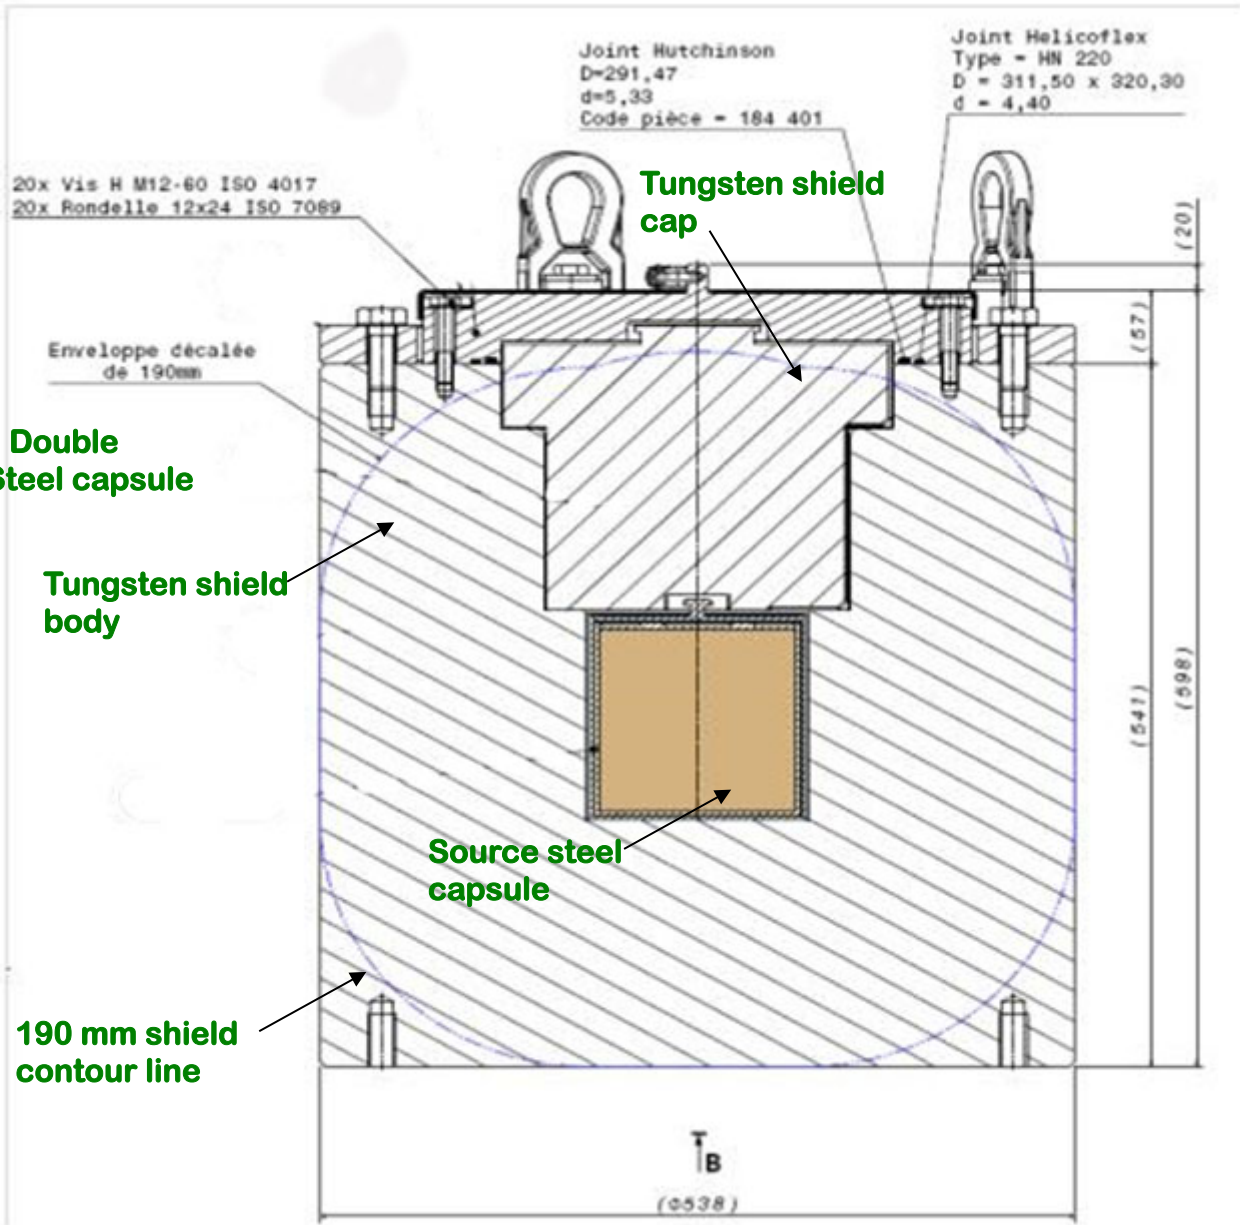 Joint Hutchinson
D=291,47
d=5,33
Code pièce = 184 401
Joint Helicoflex
Type = HN 220
D = 311,50 x 320,30
d = 4,40
20x Vis H M12-60 ISO 4017
20x Rondelle 12x24 ISO 7089
Tungsten shield
cap
(20)
(57)
Enveloppe décalée
de 190mm
Double
Steel capsule
Tungsten shield
body
(541)
(598)
Source steel
capsule
190 mm shield
contour line
B
(Φ538)